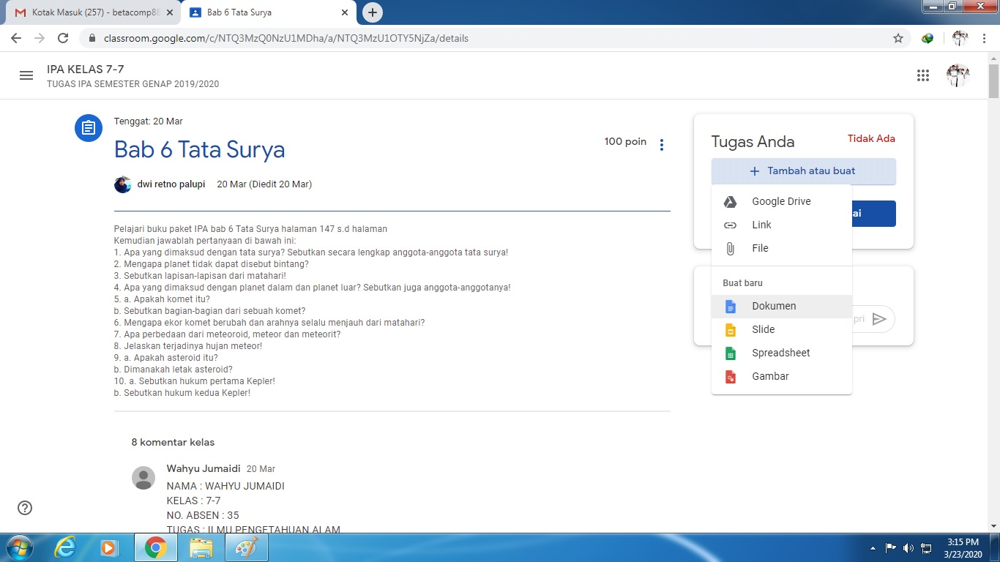 Kotak Masuk (257) - betacomp88
Bab 6 Tata Surya
classroom.google.com/c/NTQ3MzQ0NzU1MDha/a/NTQ3MzU1OTY5NjZa/details
IPA KELAS 7-7
TUGAS IPA SEMESTER GENAP 2019/2020
Tenggat: 20 Mar
Bab 6 Tata Surya
100 poin
dwi retno palupi 20 Mar (Diedit 20 Mar)
Pelajari buku paket IPA bab 6 Tata Surya halaman 147 s.d halaman
Kemudian jawablah pertanyaan di bawah ini:
1. Apa yang dimaksud dengan tata surya? Sebutkan secara lengkap anggota-anggota tata surya!
2. Mengapa planet tidak dapat disebut bintang?
3. Sebutkan lapisan-lapisan dari matahari!
4. Apa yang dimaksud dengan planet dalam dan planet luar? Sebutkan juga anggota-anggotanya!
5. a. Apakah komet itu?
b. Sebutkan bagian-bagian dari sebuah komet?
6. Mengapa ekor komet berubah dan arahnya selalu menjauh dari matahari?
7. Apa perbedaan dari meteoroid, meteor dan meteorit?
8. Jelaskan terjadinya hujan meteor!
9. a. Apakah asteroid itu?
b. Dimanakah letak asteroid?
10. a. Sebutkan hukum pertama Kepler!
b. Sebutkan hukum kedua Kepler!
8 komentar kelas
Wahyu Jumaidi 20 Mar
NAMA : WAHYU JUMAIDI
KELAS : 7-7
NO. ABSEN : 35
TUGAS : ILMU PENGETAHUAN ALAM
Tugas Anda
Tidak Ada
+ Tambah atau buat
Google Drive
Link
File
ai
Buat baru
Dokumen
Slide
Spreadsheet
Gambar
pri
3:15 PM
3/23/2020